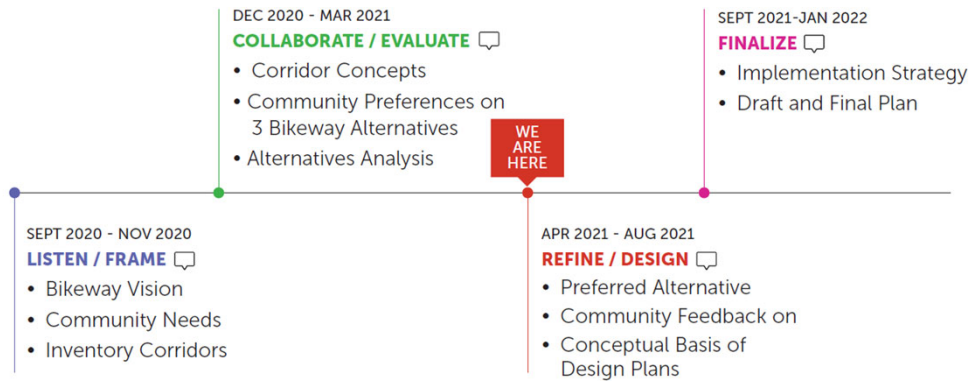 DEC 2020 - MAR 2021
COLLABORATE / EVALUATE
• Corridor Concepts
• Community Preferences on
3 Bikeway Alternatives
• Alternatives Analysis
SEPT 2021-JAN 2022
FINALIZE
• Implementation Strategy
• Draft and Final Plan
WE
ARE
HERE
SEPT 2020 - NOV 2020
LISTEN / FRAME
• Bikeway Vision
• Community Needs
• Inventory Corridors
APR 2021 - AUG 2021
REFINE / DESIGN
• Preferred Alternative
• Community Feedback on
• Conceptual Basis of
Design Plans